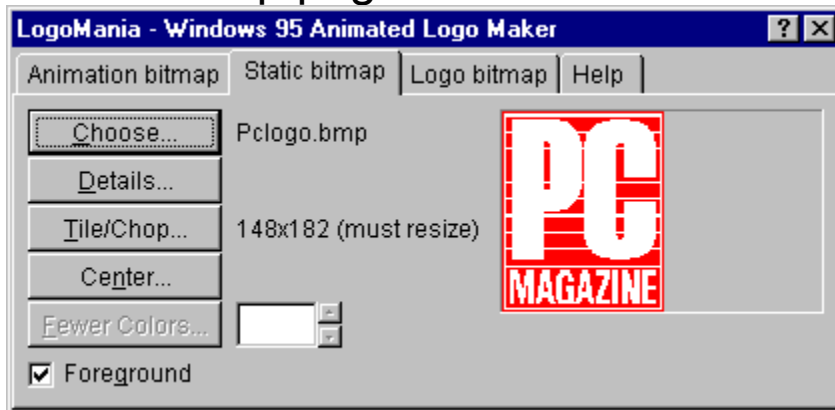 LogoMania - Windows 95 Animated Logo Maker
Animation bitmap Static bitmap Logo bitmap Help
Choose... Pclogo.bmp
Details...
Tile/Chop... 148x182 (must resize)
Center...
Fewer Colors...
Foreground
PC
MAGAZINE